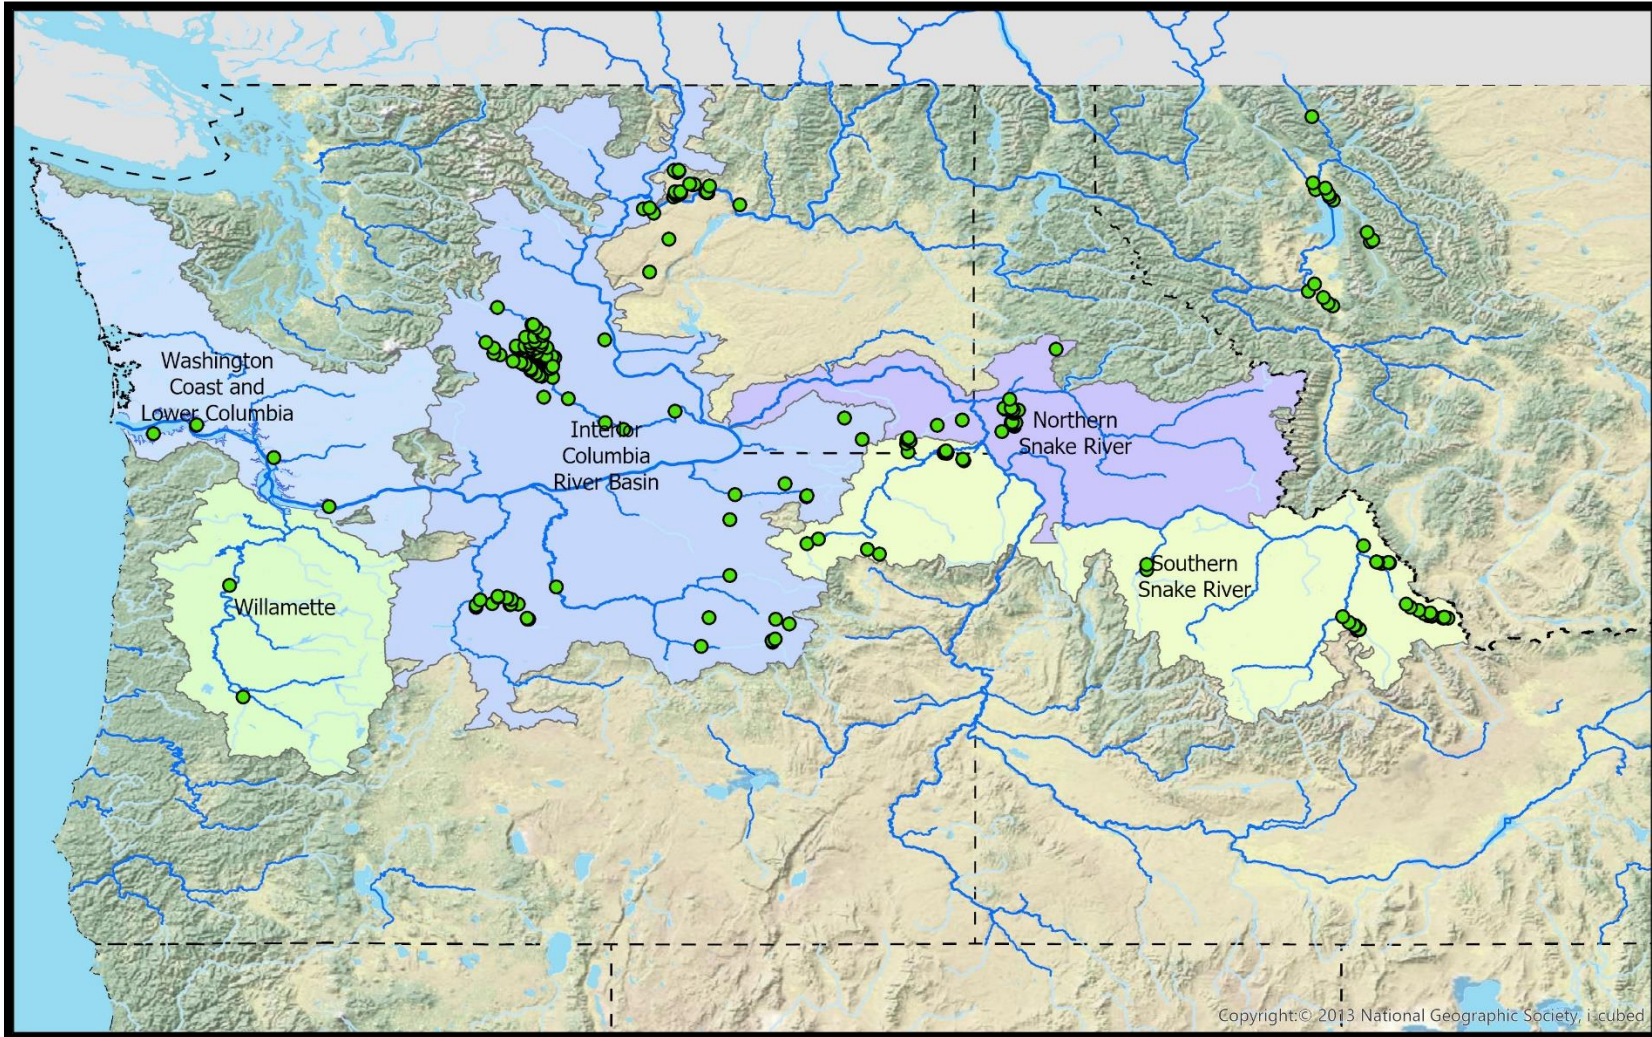 Washington
Coast and
Lower Columbia
Interior
Columbia
River Basin
Northern
Snake River
Southern
Snake River
Willamette
Copyright:© 2013 National Geographic Society, i-cubed